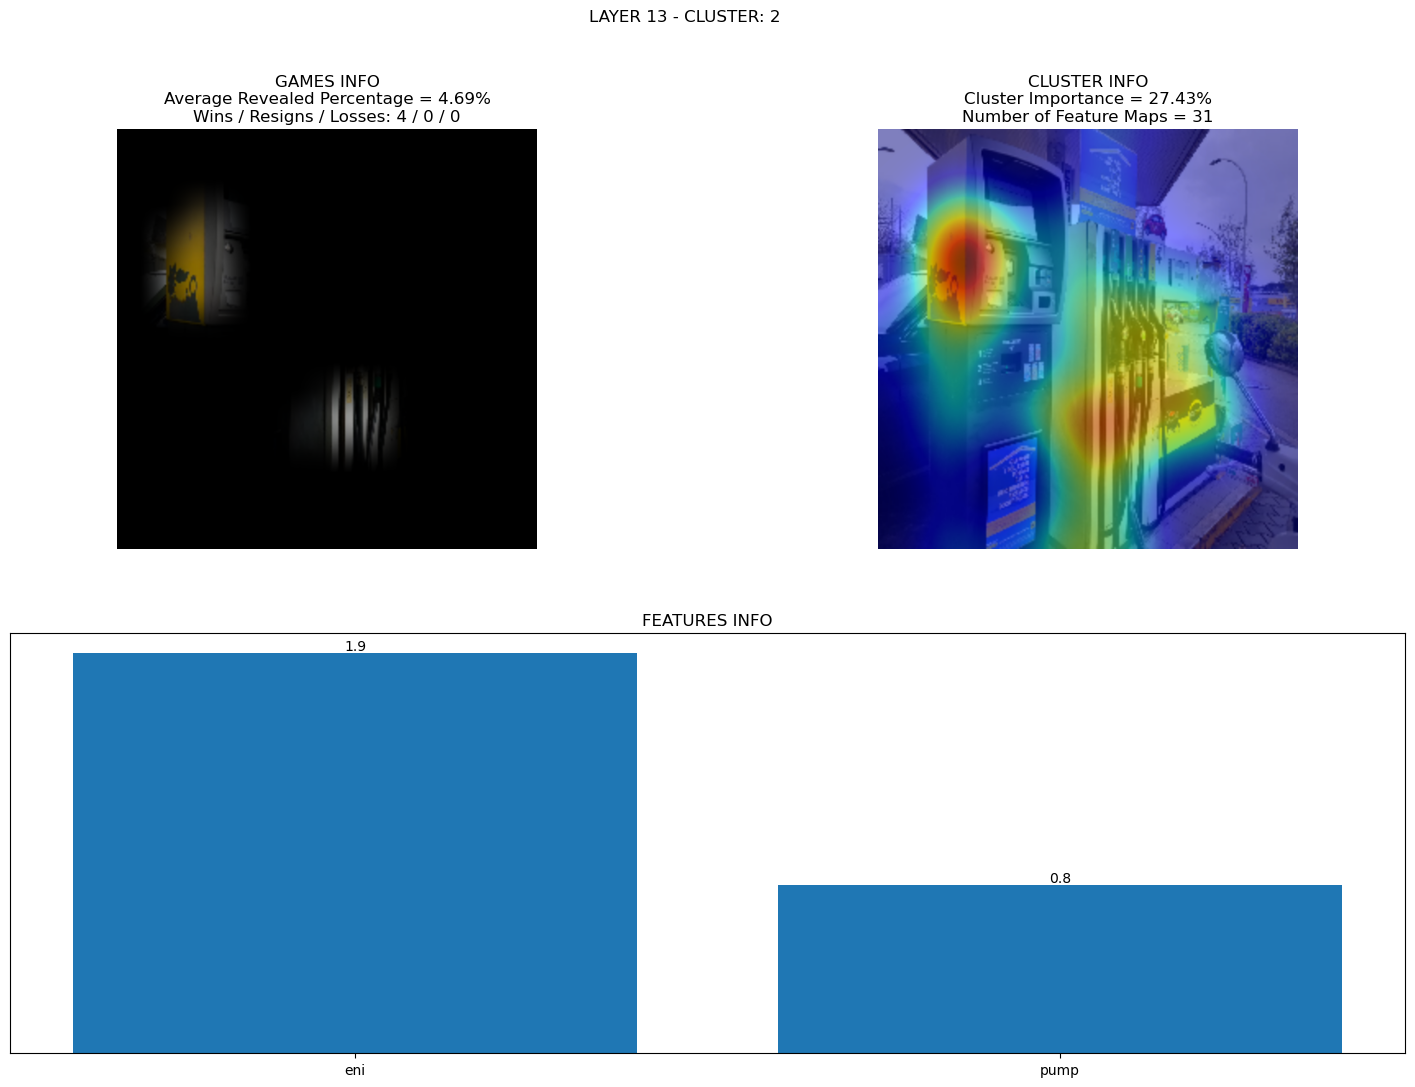 LAYER 13 - CLUSTER: 2
GAMES INFO
Average Revealed Percentage = 4.69%
Wins / Resigns / Losses: 4 / 0 / 0
CLUSTER INFO
Cluster Importance = 27.43%
Number of Feature Maps = 31
FEATURES INFO
1.9
0.8
eni
pump